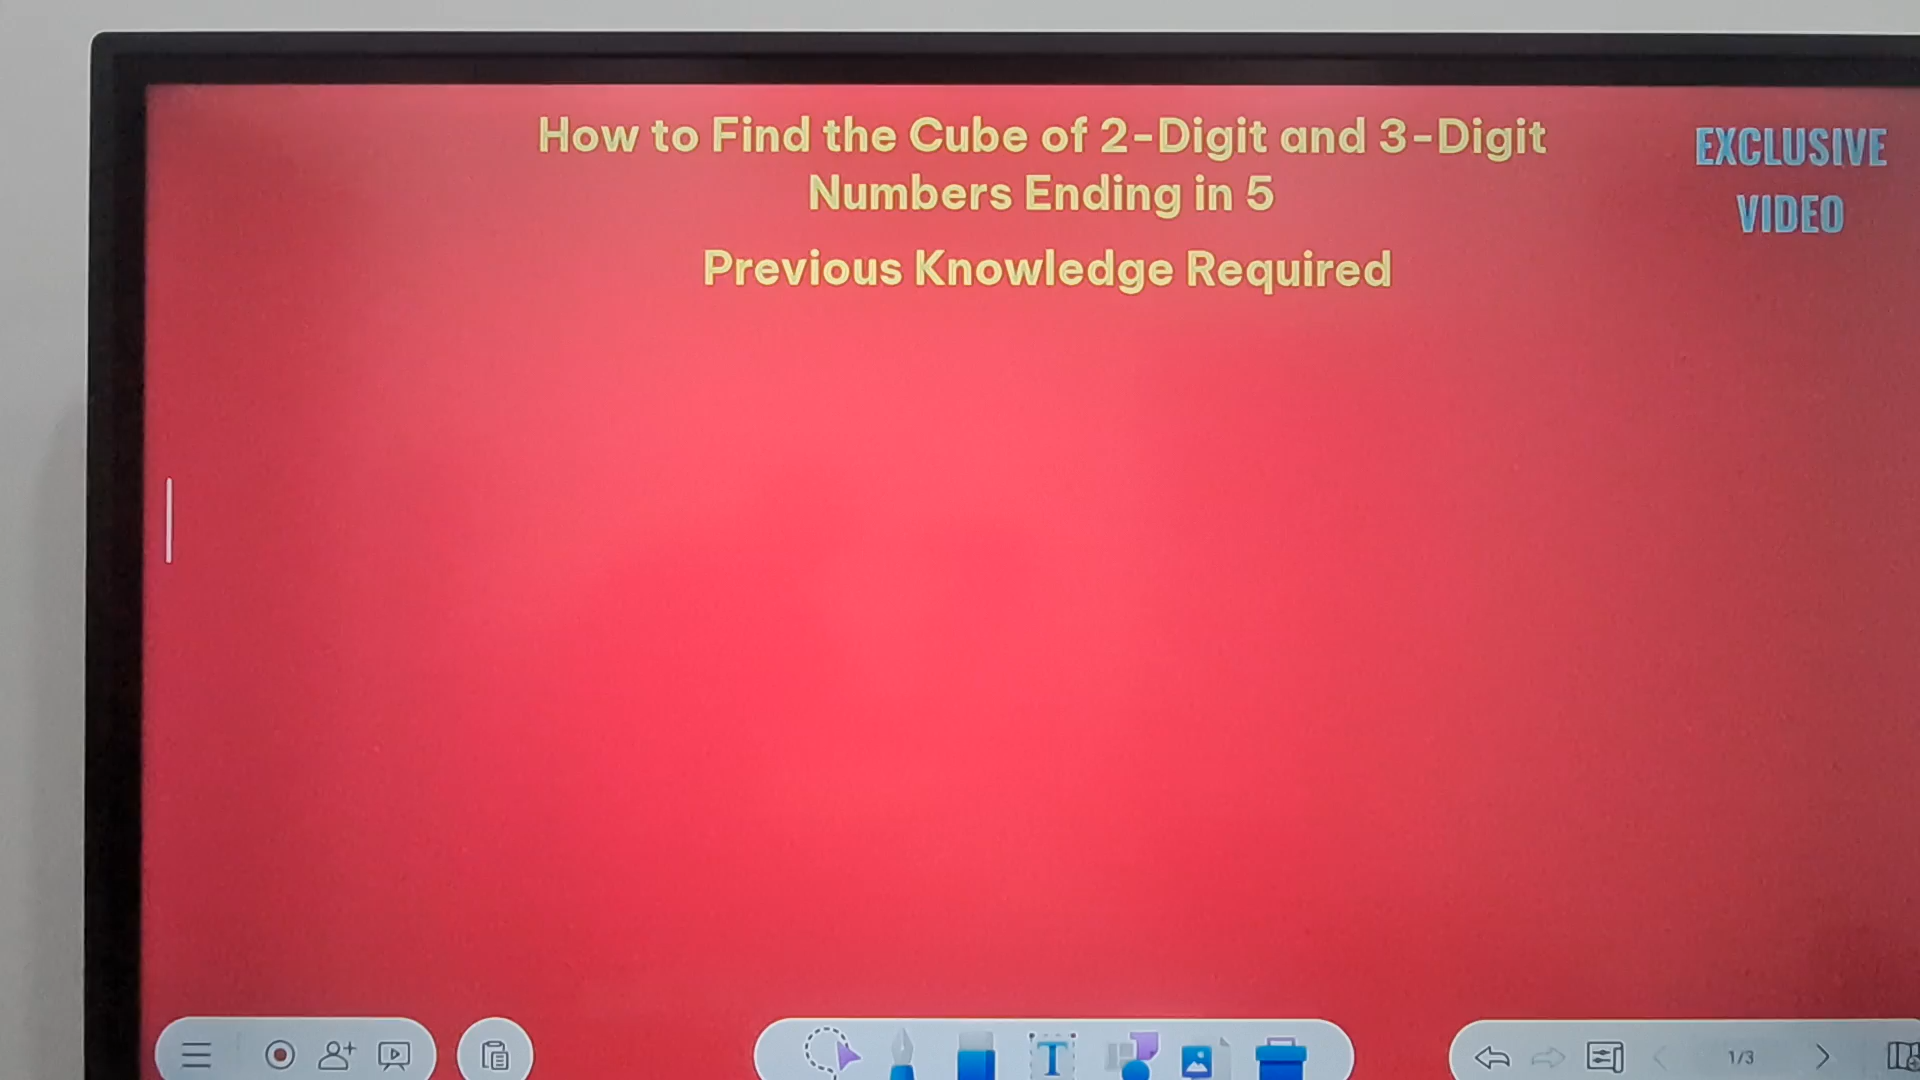 How to Find the Cube of 2-Digit and 3-Digit
Numbers Ending in 5
Previous Knowledge Required
EXCLUSIVE
VIDEO
T
1/3